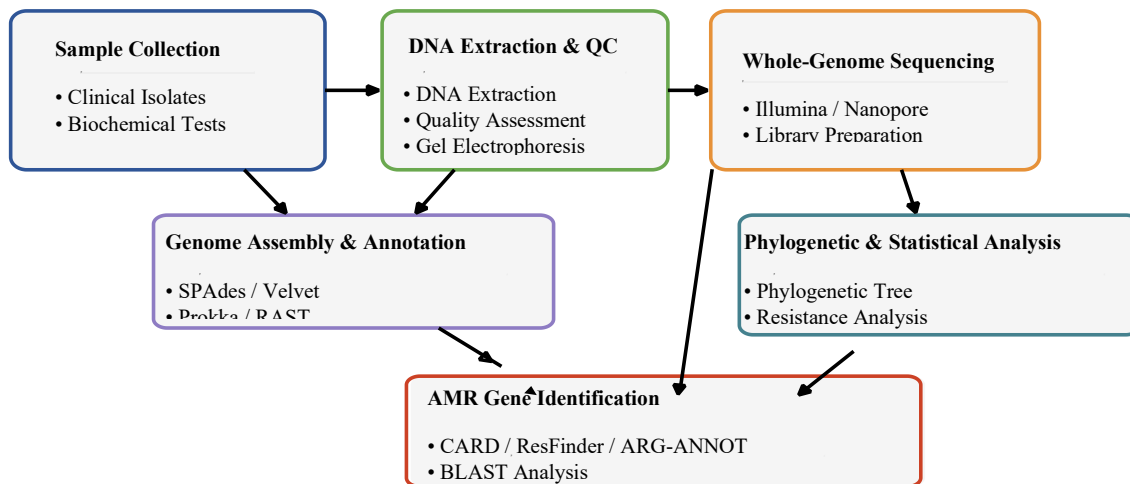 Sample Collection
• Clinical Isolates
• Biochemical Tests
DNA Extraction & QC
• DNA Extraction
• Quality Assessment
• Gel Electrophoresis
Whole-Genome Sequencing
• Illumina / Nanopore
• Library Preparation
Genome Assembly & Annotation
• SPAdes / Velvet
• Prokka / RAST
Phylogenetic & Statistical Analysis
• Phylogenetic Tree
• Resistance Analysis
AMR Gene Identification
• CARD / ResFinder / ARG-ANNOT
• BLAST Analysis